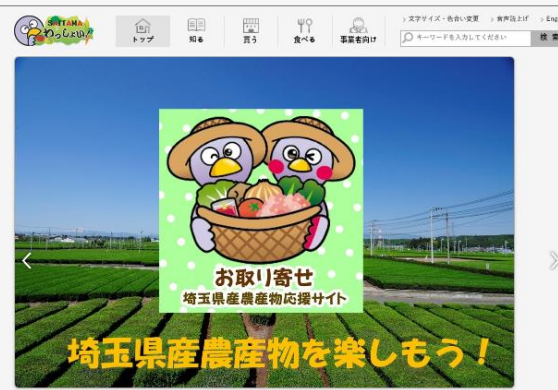 SAITAMA
わっしょい!
トップ
知る
買う
食べる
事業者向け
› 文字サイズ・色合い変更 › 音声読上げ › Eng
キーワードを入力してください
検 索
お取り寄せ
埼玉県産農産物応援サイト
埼玉県産農産物を楽しもう!